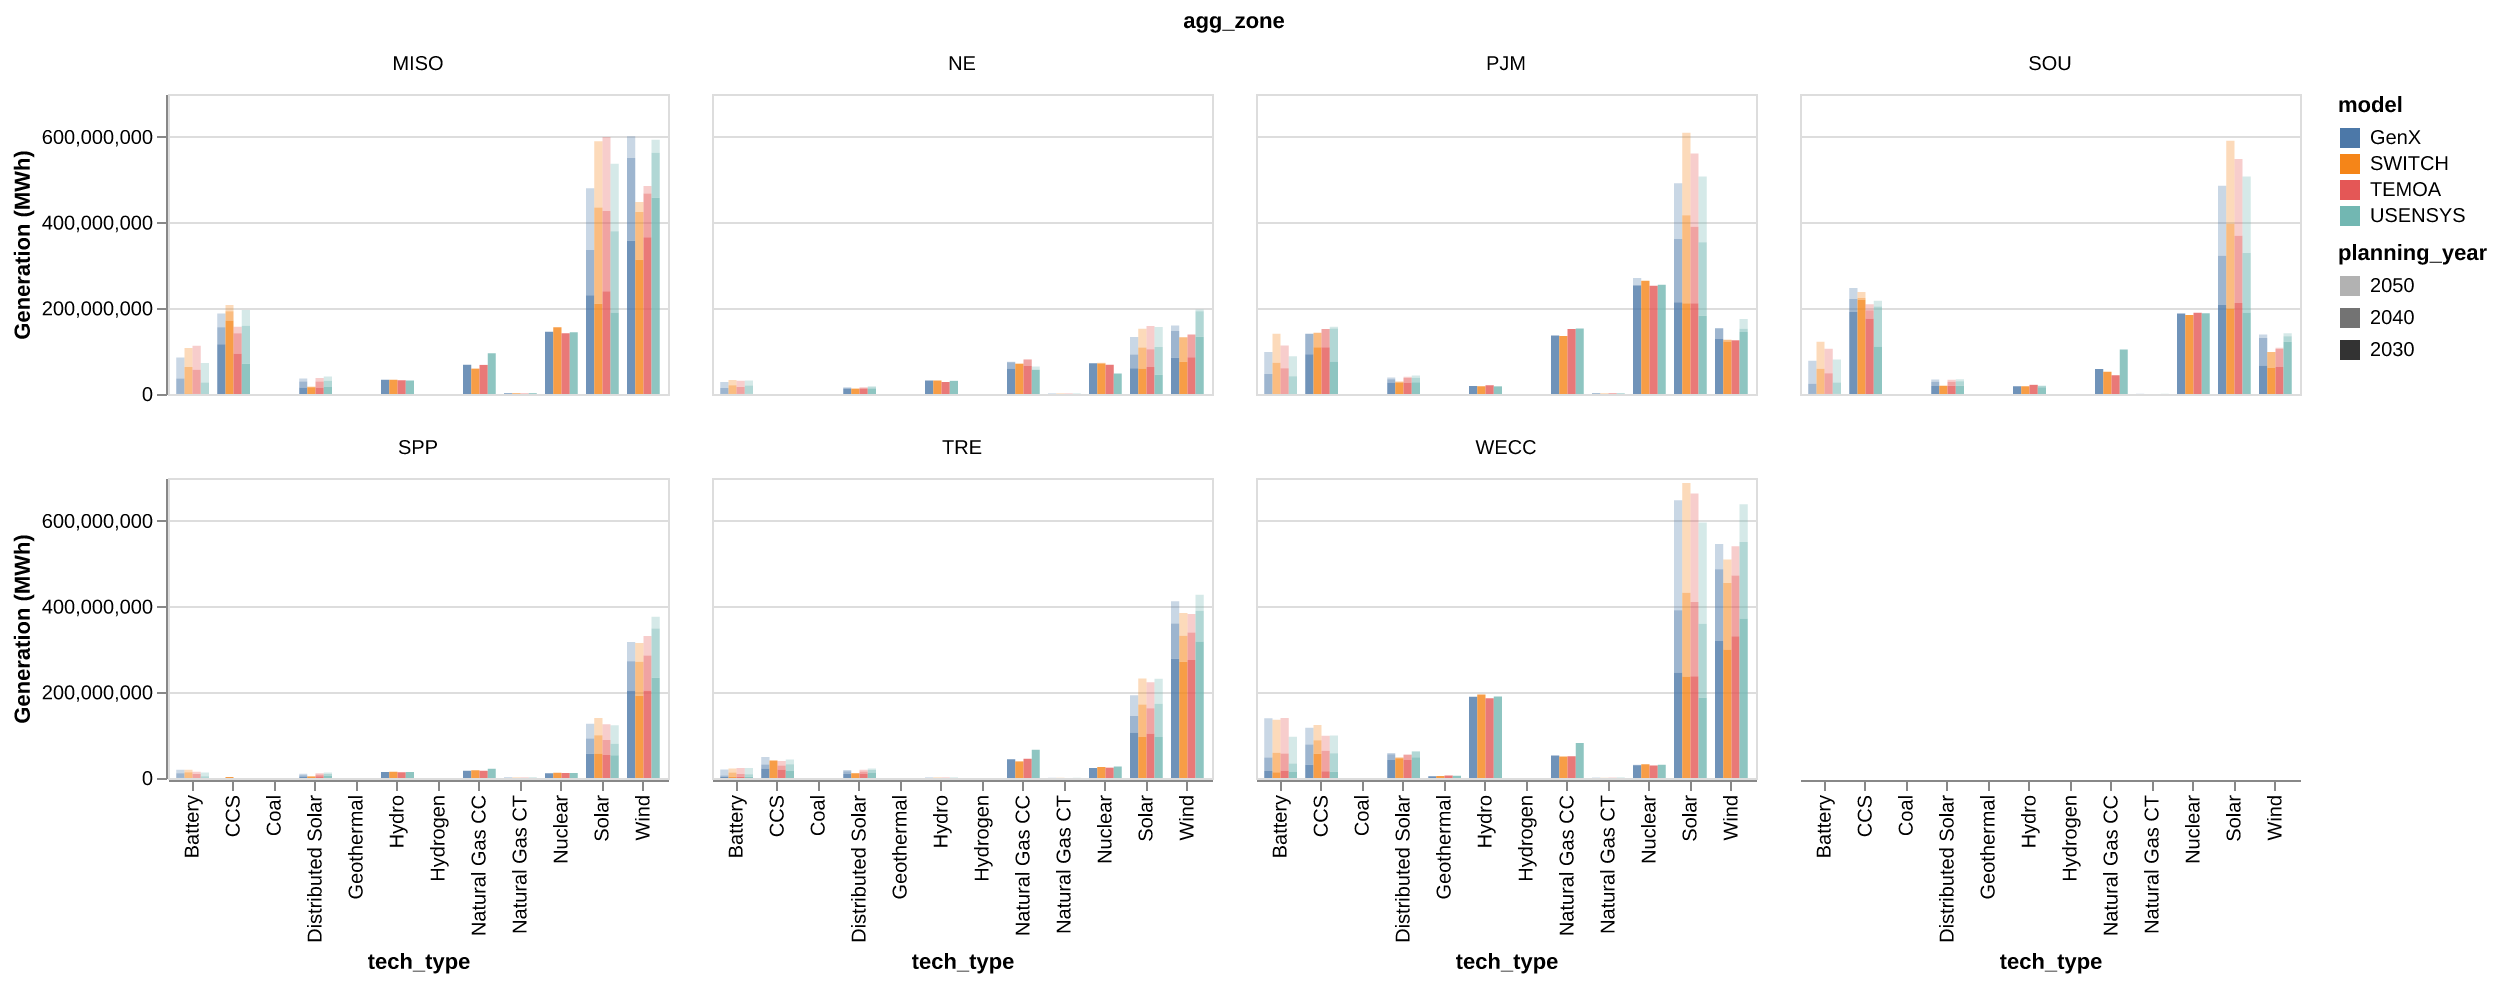 agg_zone
MISO
NE
PJM
SOU
Generation (MWh)
600,000,000
400,000,000
200,000,000
0
model
GenX
SWITCH
TEMOA
USENSYS
planning_year
2050
2040
2030
SPP
TRE
WECC
Generation (MWh)
600,000,000
400,000,000
200,000,000
0
Battery
CCS
Coal
Distributed Solar
Geothermal
Hydro
Hydrogen
Natural Gas CC
Natural Gas CT
Nuclear
Solar
Wind
Battery
CCS
Coal
Distributed Solar
Geothermal
Hydro
Hydrogen
Natural Gas CC
Natural Gas CT
Nuclear
Solar
Wind
Battery
CCS
Coal
Distributed Solar
Geothermal
Hydro
Hydrogen
Natural Gas CC
Natural Gas CT
Nuclear
Solar
Wind
Battery
CCS
Coal
Distributed Solar
Geothermal
Hydro
Hydrogen
Natural Gas CC
Natural Gas CT
Nuclear
Solar
Wind
tech_type
tech_type
tech_type
tech_type